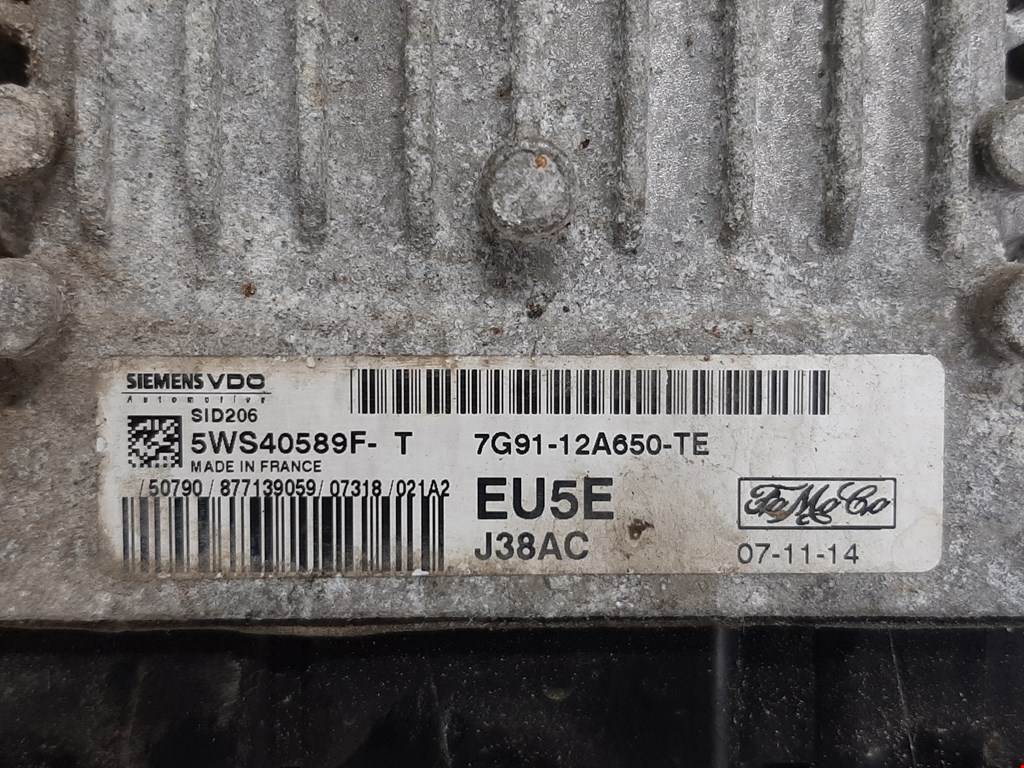 SIEMENS VDO
Automotive
SID206
5WS40589F- T
MADE IN FRANCE
/50790/877139059/07318/021A2
7G91-12A650-TE
EU5E
J38AC
FoMoCo
07-11-14